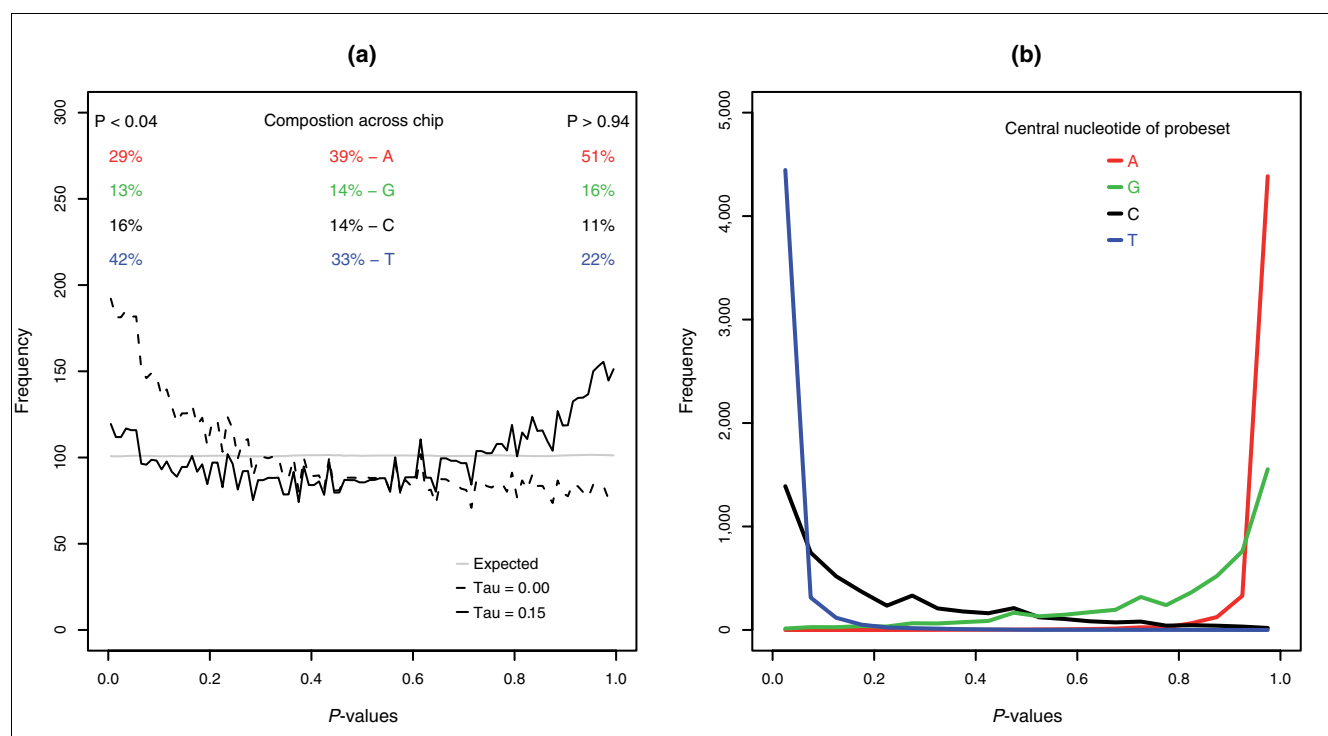 (a)
P < 0.04 Compostion across chip P > 0.94
29% 39% – A 51%
13% 14% – G 16%
16% 14% – C 11%
42% 33% – T 22%
Frequency
300
250
200
150
100
50
0
Expected
Tau = 0.00
Tau = 0.15
0.0 0.2 0.4 0.6 0.8 1.0
P-values
(b)
Central nucleotide of probeset
A
G
C
T
Frequency
5,000
4,000
3,000
2,000
1,000
0
0.0 0.2 0.4 0.6 0.8 1.0
P-values